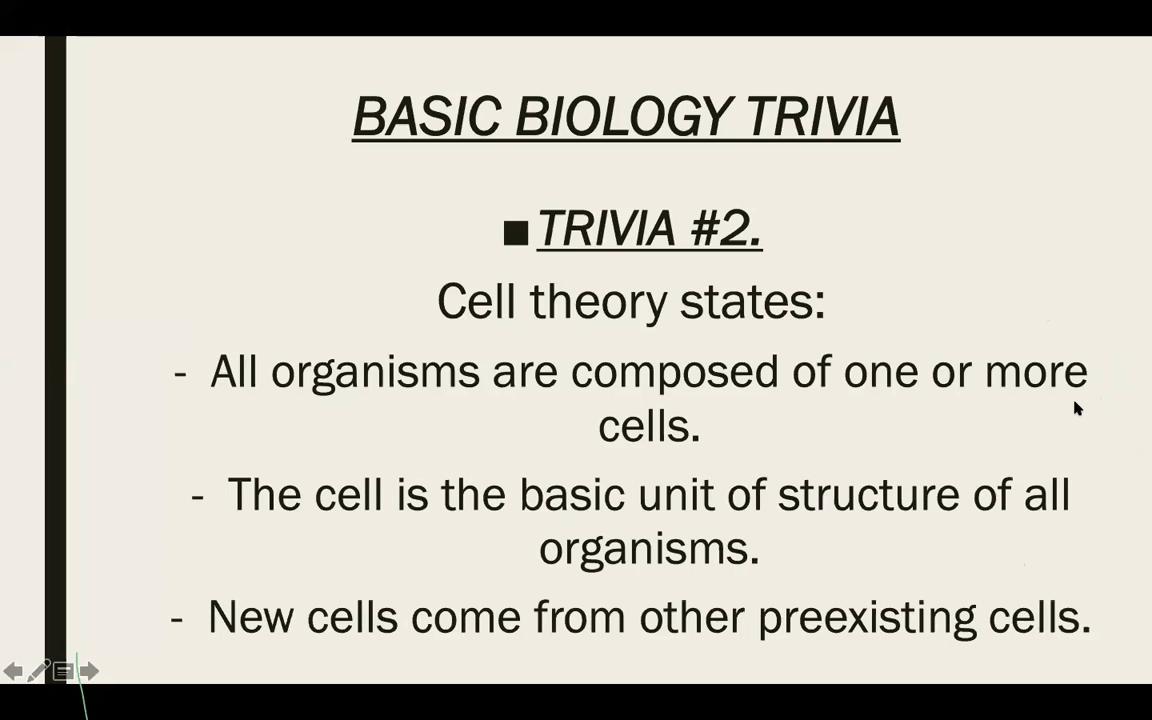 BASIC BIOLOGY TRIVIA
■ TRIVIA #2.
Cell theory states:
- All organisms are composed of one or more
cells.
- The cell is the basic unit of structure of all
organisms.
- New cells come from other preexisting cells.